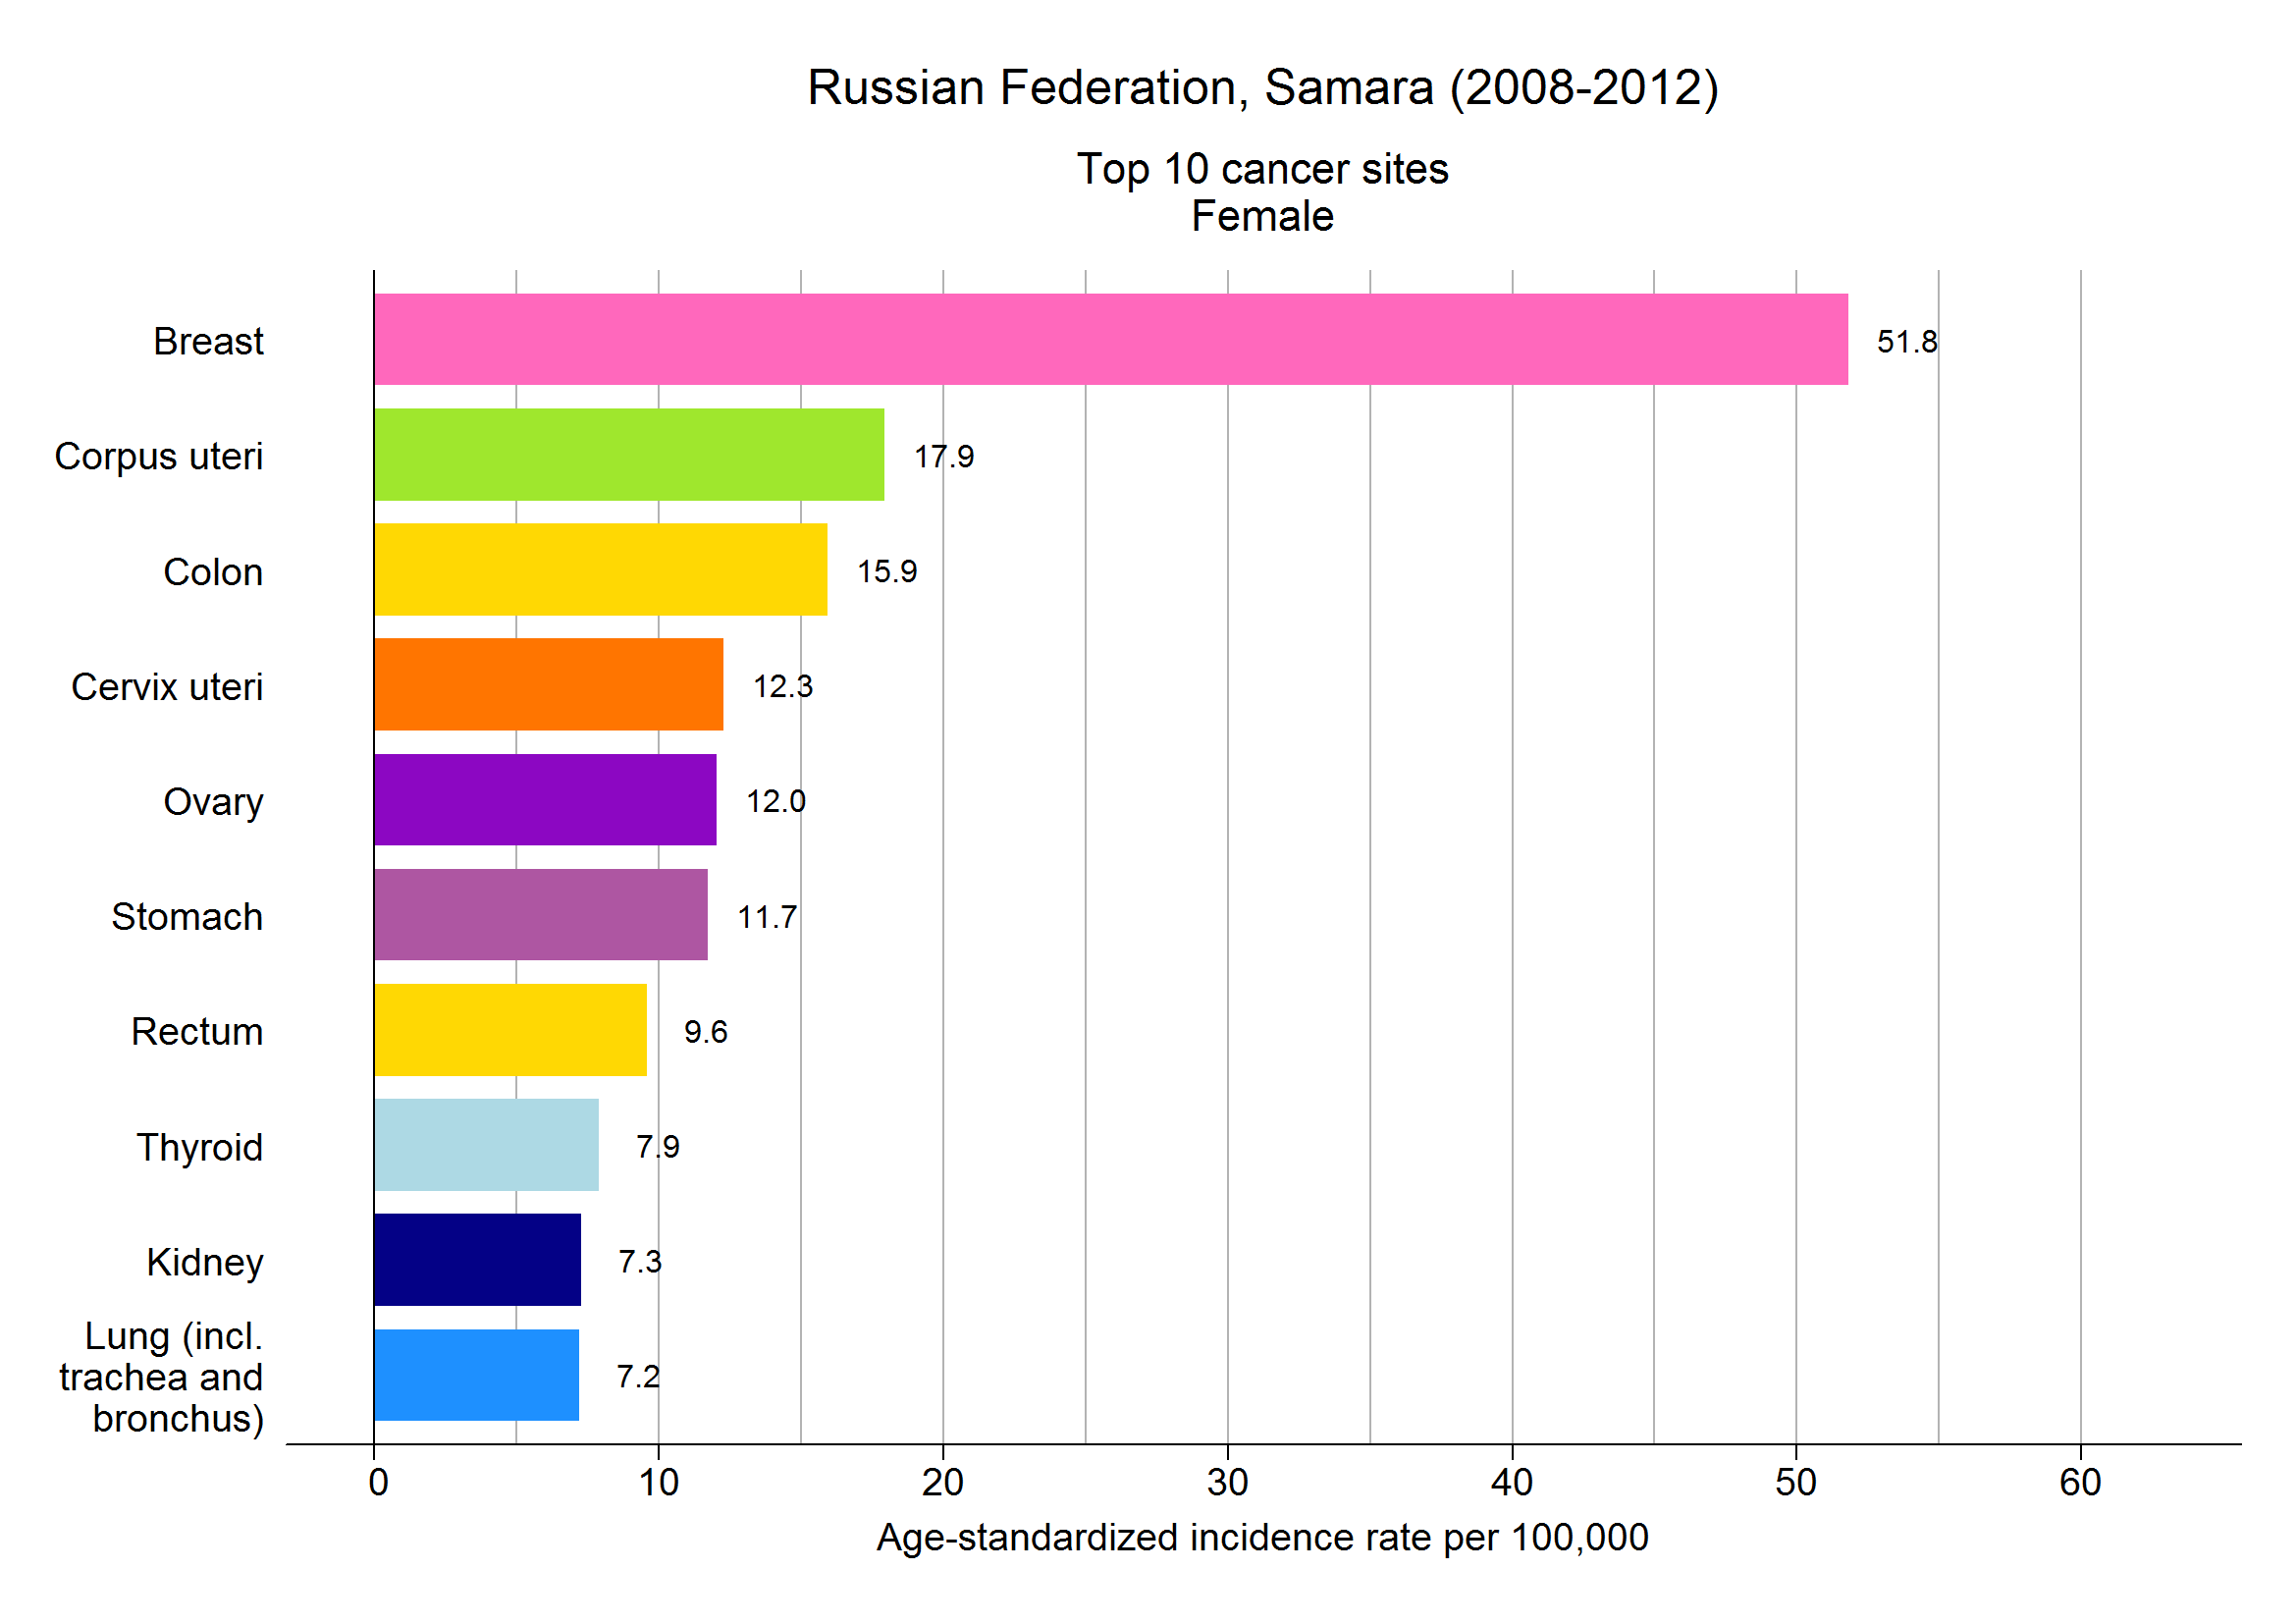 Russian Federation, Samara (2008-2012)
Top 10 cancer sites
Female
Breast
51.8
Corpus uteri
17.9
Colon
15.9
Cervix uteri
12.3
Ovary
12.0
Stomach
11.7
Rectum
9.6
Thyroid
7.9
Kidney
7.3
Lung (incl.
trachea and
bronchus)
7.2
0 10 20 30 40 50 60
Age-standardized incidence rate per 100,000